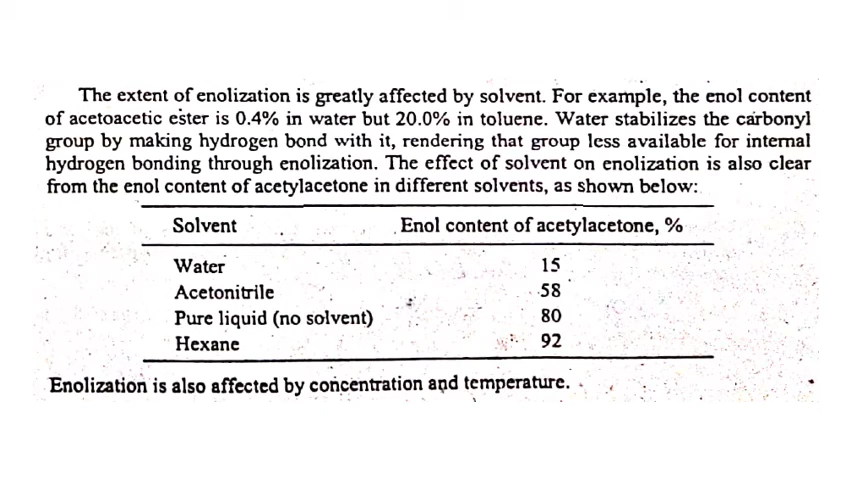 The extent of enolization is greatly affected by solvent. For example, the enol content
of acetoacetic ester is 0.4% in water but 20.0% in toluene. Water stabilizes the carbonyl
group by making hydrogen bond with it, rendering that group less available for internal
hydrogen bonding through enolization. The effect of solvent on enolization is also clear
from the enol content of acetylacetone in different solvents, as shown below:
Solvent Enol content of acetylacetone, %
Water 15
Acetonitrile 58
Pure liquid (no solvent) 80
Hexane 92
Enolization is also affected by concentration and temperature.